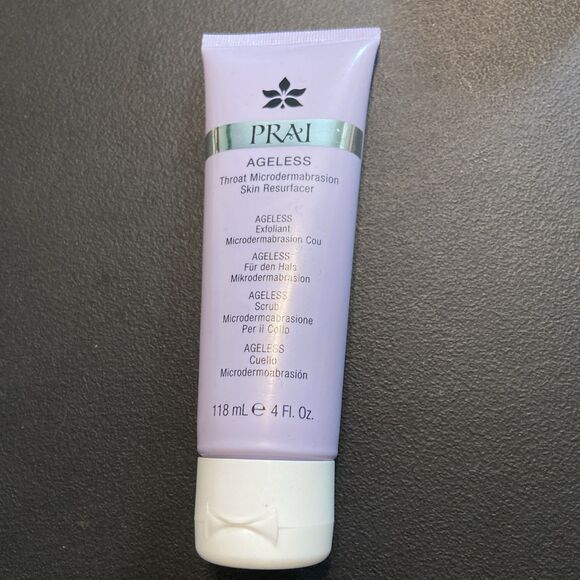 PRAI
AGELESS
Throat Microdermabrasion
Skin Resurfacer
AGELESS
Exfoliant
Microdermabrasion Cou
AGELESS
Für den Hals
Mikrodermabrasion
AGELESS
Scrub
Microdermoabrasione
Per il Collo
AGELESS
Cuello
Microdermoabrasión
118 mL ℮ 4 Fl. Oz.